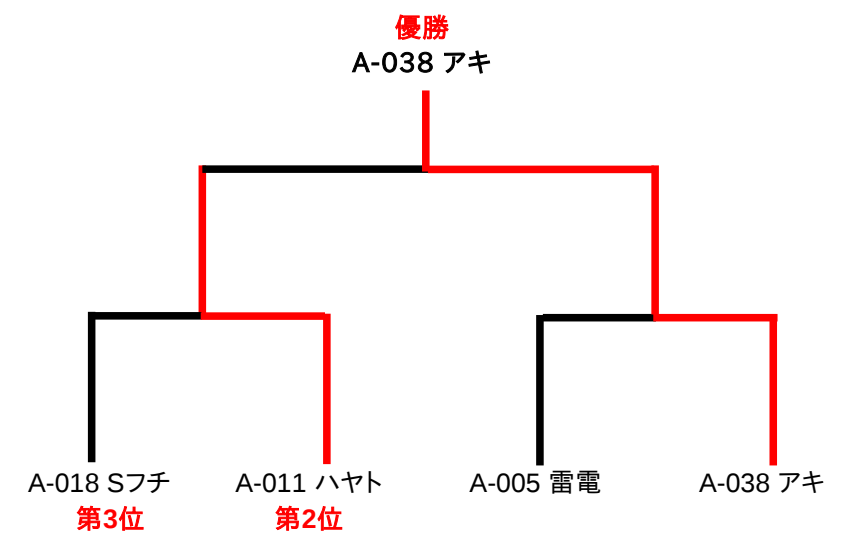 優勝
A-038 アキ
A-018 Sフチ
A-011 ハヤト
A-005 雷電
A-038 アキ
第3位
第2位